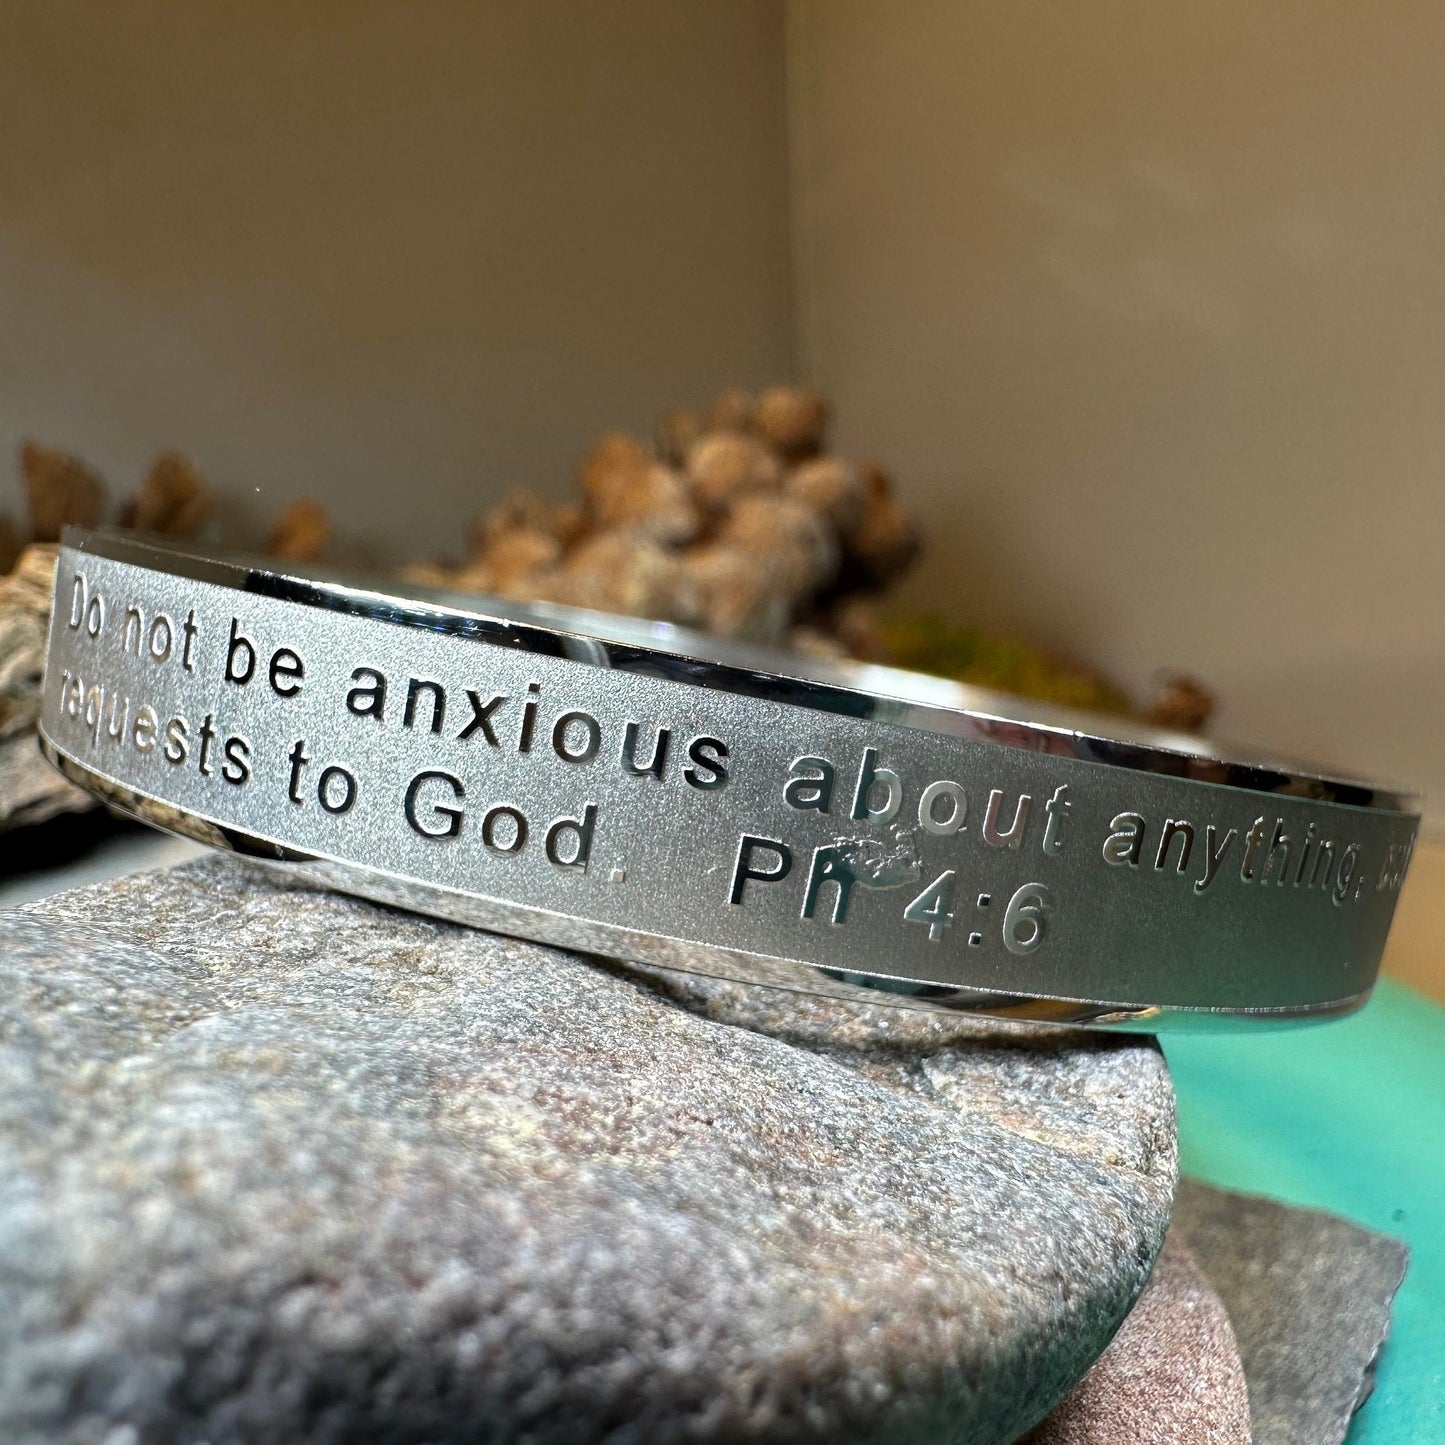 Do not be anxious about anything,
requests to God. Ph 4:6